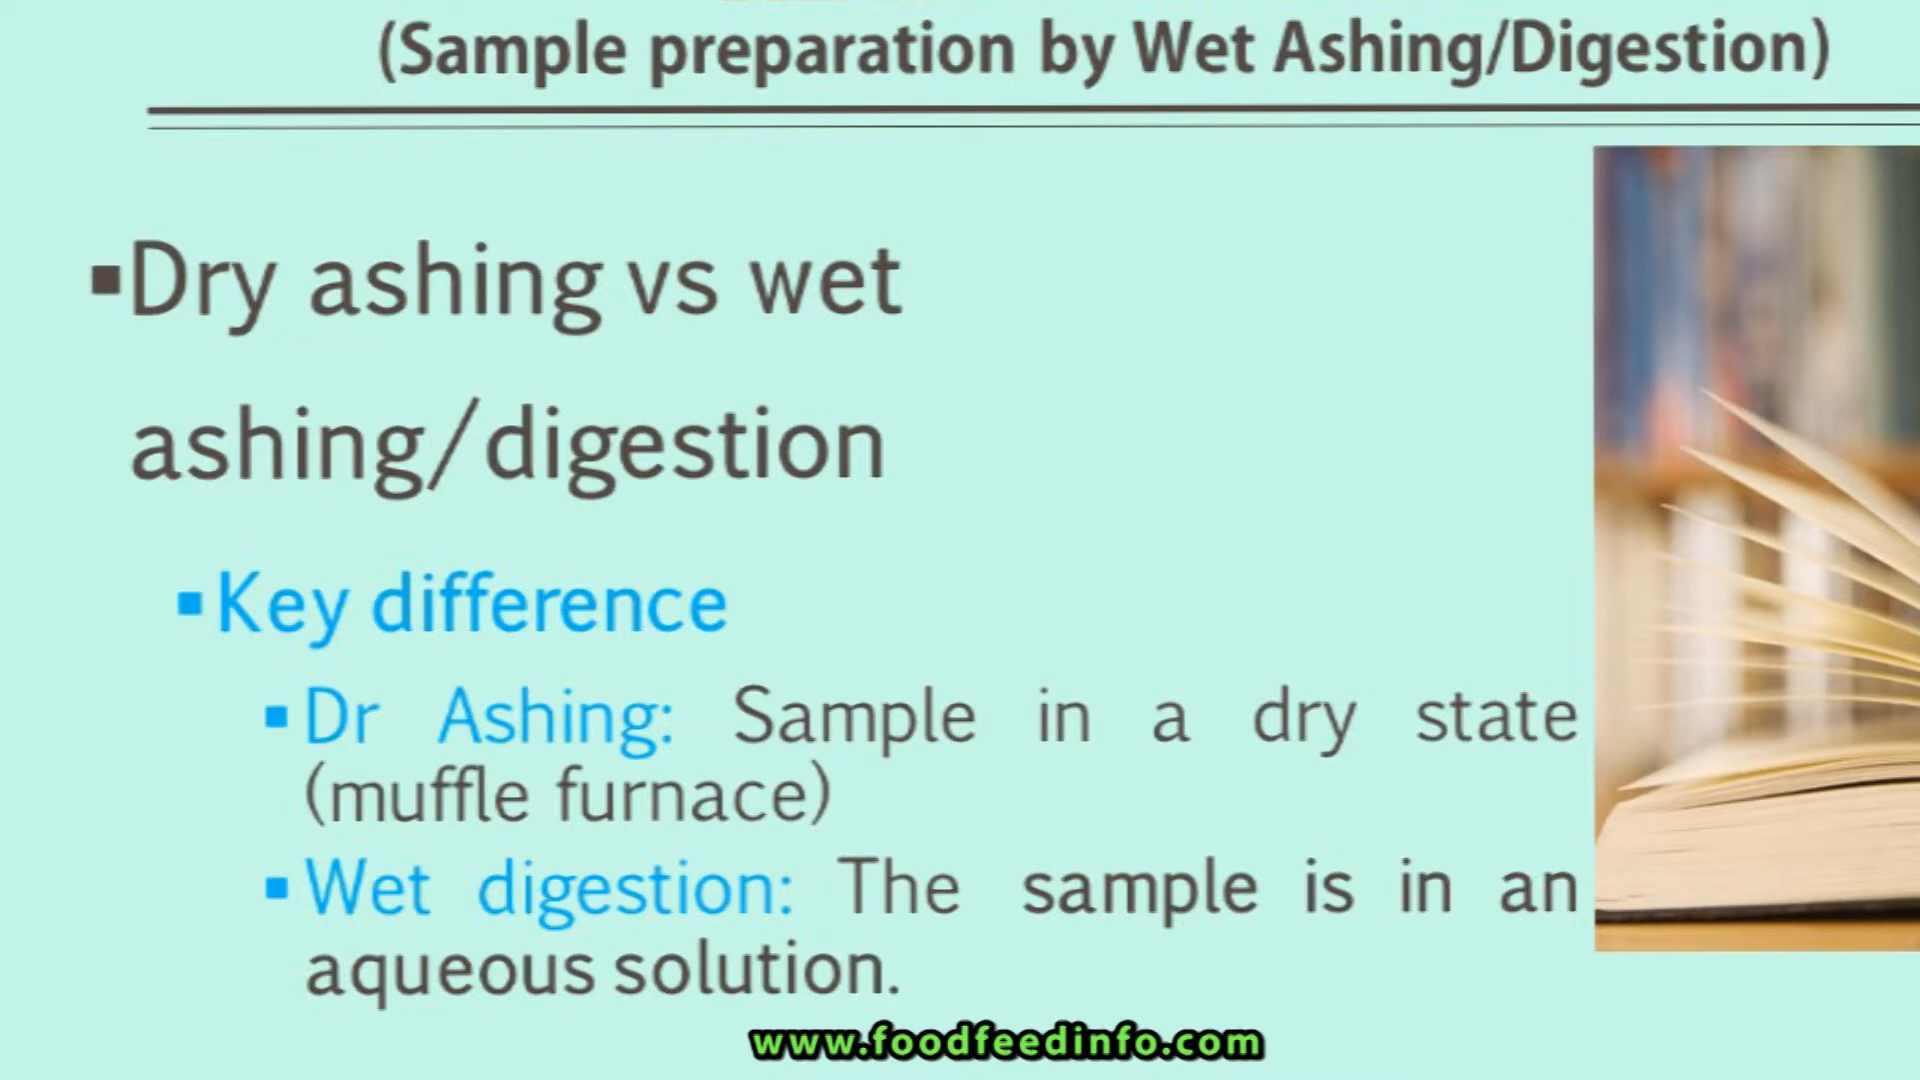 (Sample preparation by Wet Ashing/Digestion)
▪Dry ashing vs wet
ashing/digestion
▪Key difference
▪Dr Ashing: Sample in a dry state
(muffle furnace)
▪Wet digestion: The sample is in an
aqueous solution.
www.foodfeedinfo.com